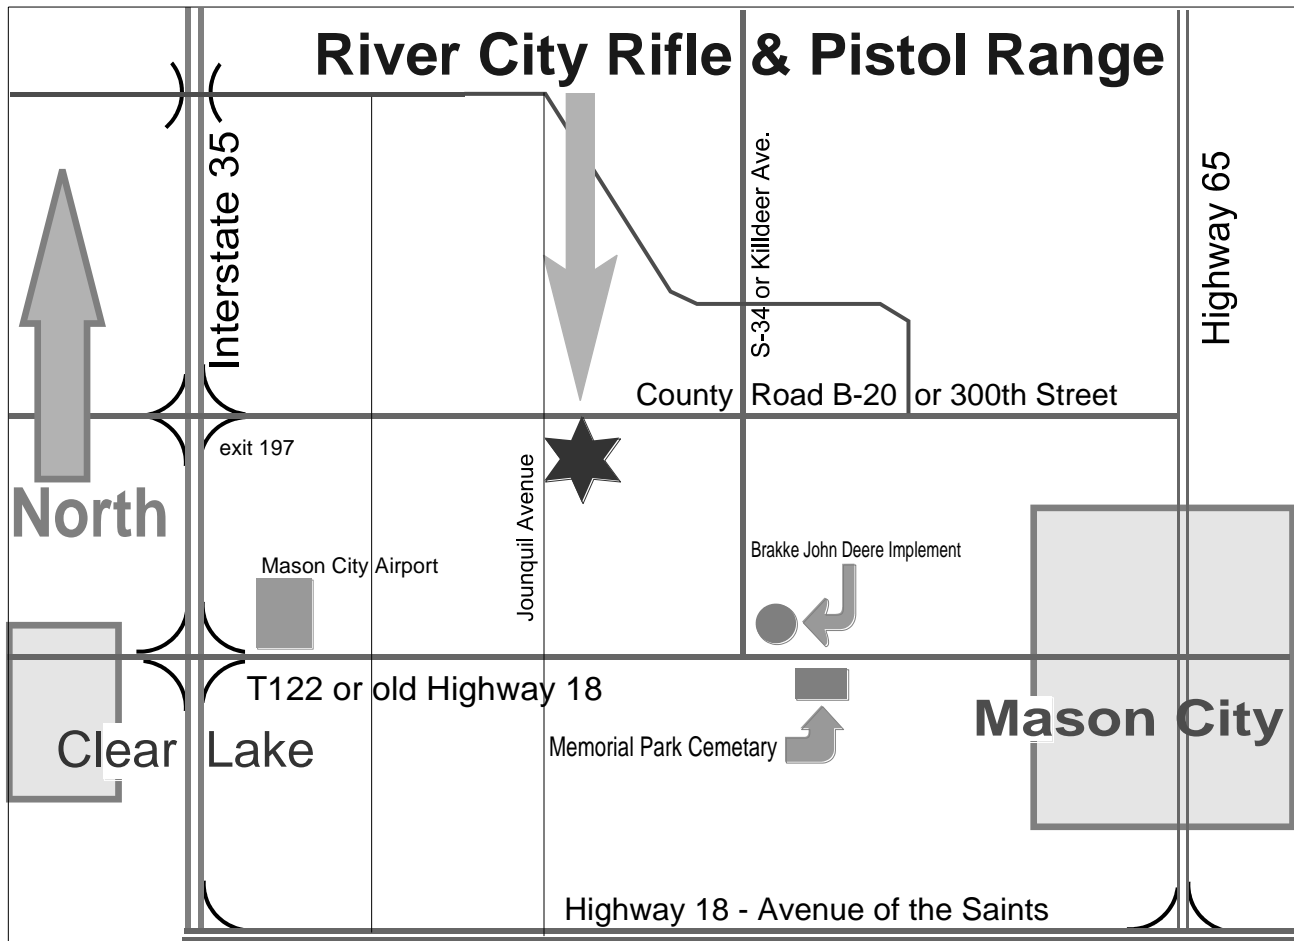 River City Rifle & Pistol Range
Interstate 35
S-34 or Killdeer Ave.
Highway 65
County Road B-20 or 300th Street
exit 197
North
Jounquil Avenue
Mason City Airport
Brakke John Deere Implement
T122 or old Highway 18
Clear Lake
Memorial Park Cemetary
Mason City
Highway 18 - Avenue of the Saints